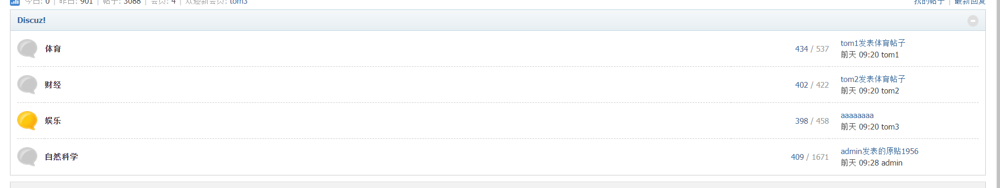 今日: 0 | 昨日: 901 | 帖子: 3088 | 会员: 4 | 欢迎新会员: tom3
我的帖子 | 最新回复
Discuz!
体育
434 / 537
tom1发表体育帖子
前天 09:20 tom1
财经
402 / 422
tom2发表体育帖子
前天 09:20 tom2
娱乐
398 / 458
aaaaaaaa
前天 09:20 tom3
自然科学
409 / 1671
admin发表的原贴1956
前天 09:28 admin